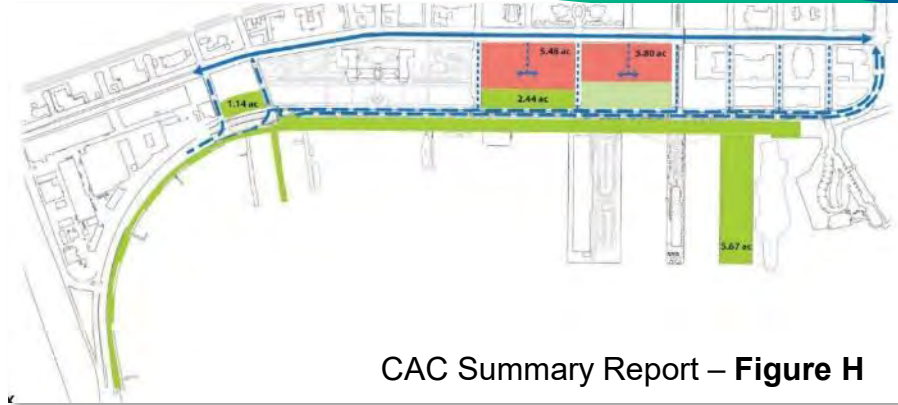 5.48 ac
5.80 ac
1.14 ac
2.44 ac
5.67 ac
CAC Summary Report – Figure H